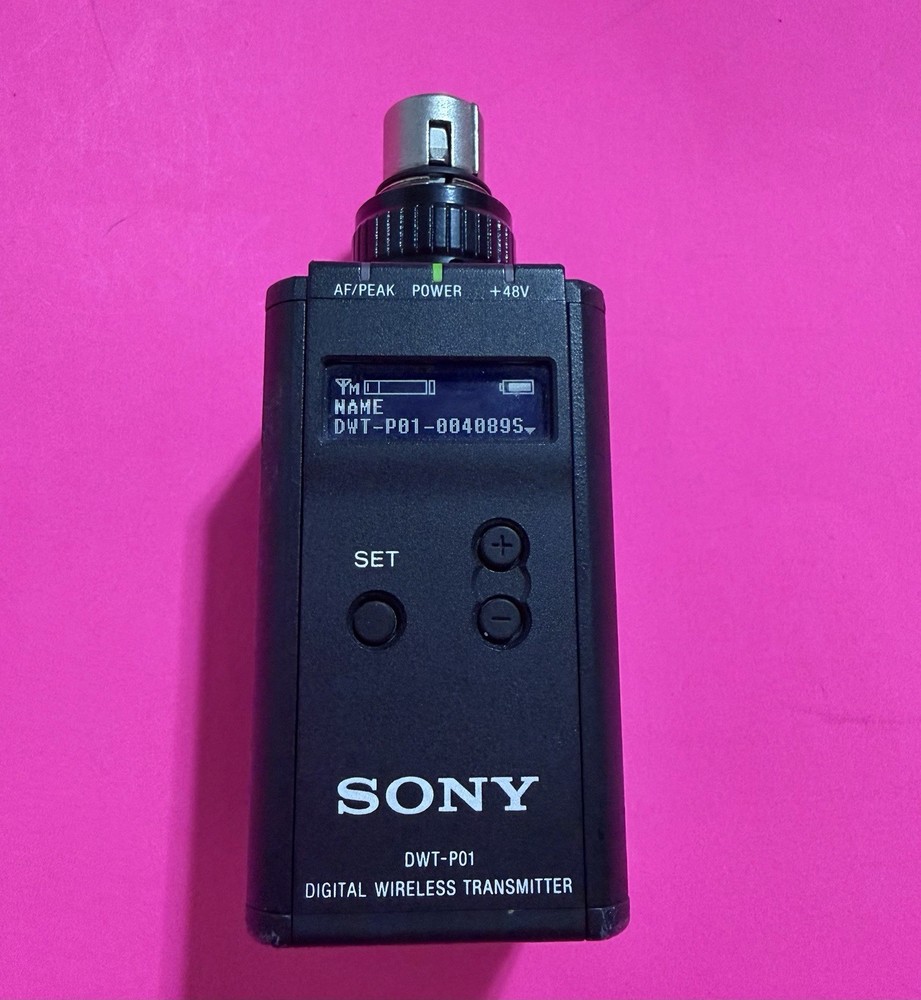 AF/PEAK POWER +48V
M
NAME
DWT-P01-004089S
SET
+
−
SONY
DWT-P01
DIGITAL WIRELESS TRANSMITTER